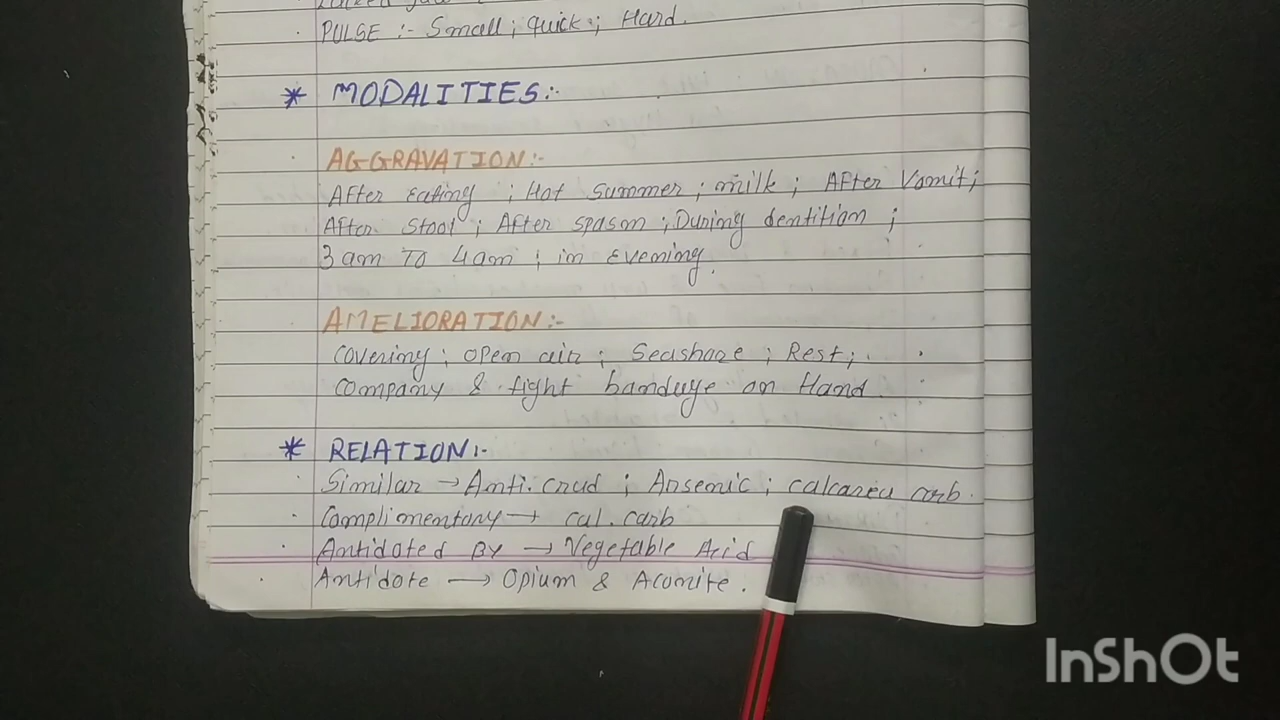 PULSE :- Small ; quick ; Hard.
* MODALITIES :-
AGGRAVATION :-
After Eating ; Hot summer ; milk ; After Vomit ;
After stool ; After spasm ; During dentition ;
3 am To 4 am ; in Evening.
AMELIORATION :-
Covering ; open air ; Seashore ; Rest ;
Company & tight banduge on Hand.
* RELATION :-
Similar → Anti. crud ; Arsenic ; calcarea carb.
Complimentory → cal. carb
Antidoted By → Vegetable Acid
Antidote → Opium & Aconite.
InShOt